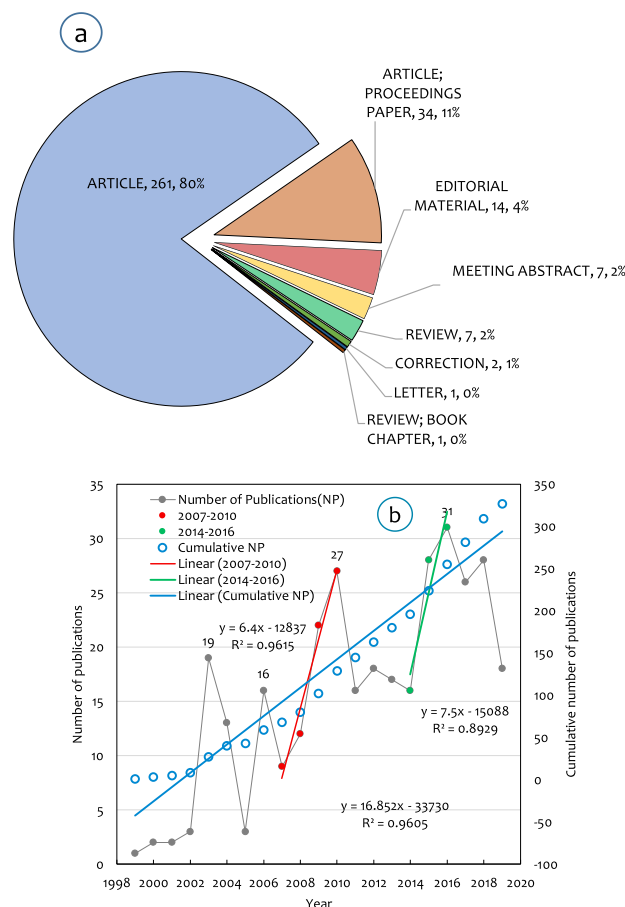 a
ARTICLE;
PROCEEDINGS
PAPER, 34, 11%
ARTICLE, 261, 80%
EDITORIAL
MATERIAL, 14, 4%
MEETING ABSTRACT, 7, 2%
REVIEW, 7, 2%
CORRECTION, 2, 1%
LETTER, 1, 0%
REVIEW; BOOK
CHAPTER, 1, 0%
b
Number of Publications(NP)
2007-2010
2014-2016
Cumulative NP
Linear (2007-2010)
Linear (2014-2016)
Linear (Cumulative NP)
35
30
25
20
15
10
5
0
Number of publications
350
300
250
200
150
100
50
0
-50
-100
Cumulative number of publications
19
16
27
31
y = 6.4x - 12837
R² = 0.9615
y = 7.5x - 15088
R² = 0.8929
y = 16.852x - 33730
R² = 0.9605
1998 2000 2002 2004 2006 2008 2010 2012 2014 2016 2018 2020
Year